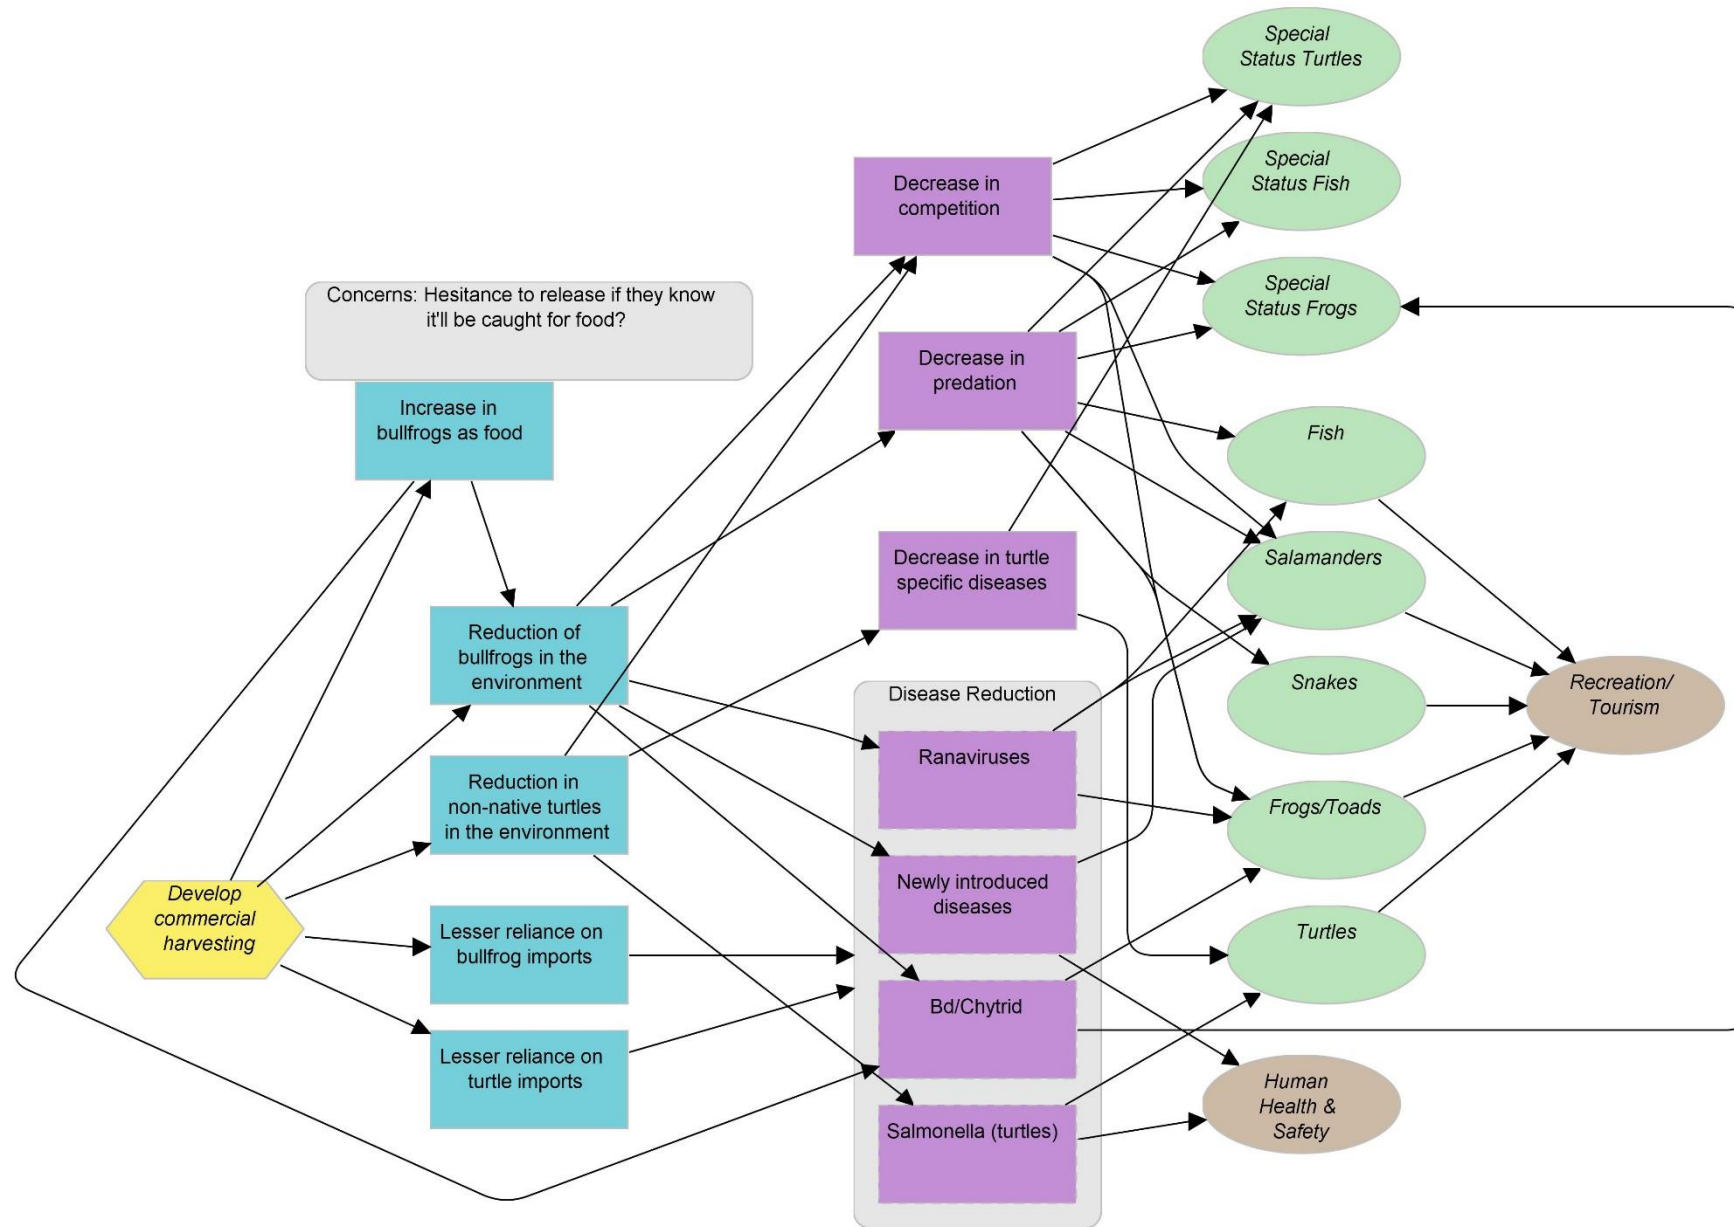 Special
Status Turtles
Special
Status Fish
Special
Status Frogs
Decrease in
competition
Concerns: Hesitance to release if they know
it'll be caught for food?
Increase in
bullfrogs as food
Decrease in
predation
Fish
Salamanders
Decrease in turtle
specific diseases
Reduction of
bullfrogs in the
environment
Snakes
Recreation/
Tourism
Disease Reduction
Ranaviruses
Reduction in
non-native turtles
in the environment
Frogs/Toads
Develop
commercial
harvesting
Newly introduced
diseases
Lesser reliance on
bullfrog imports
Turtles
Bd/Chytrid
Lesser reliance on
turtle imports
Human
Health &
Safety
Salmonella (turtles)